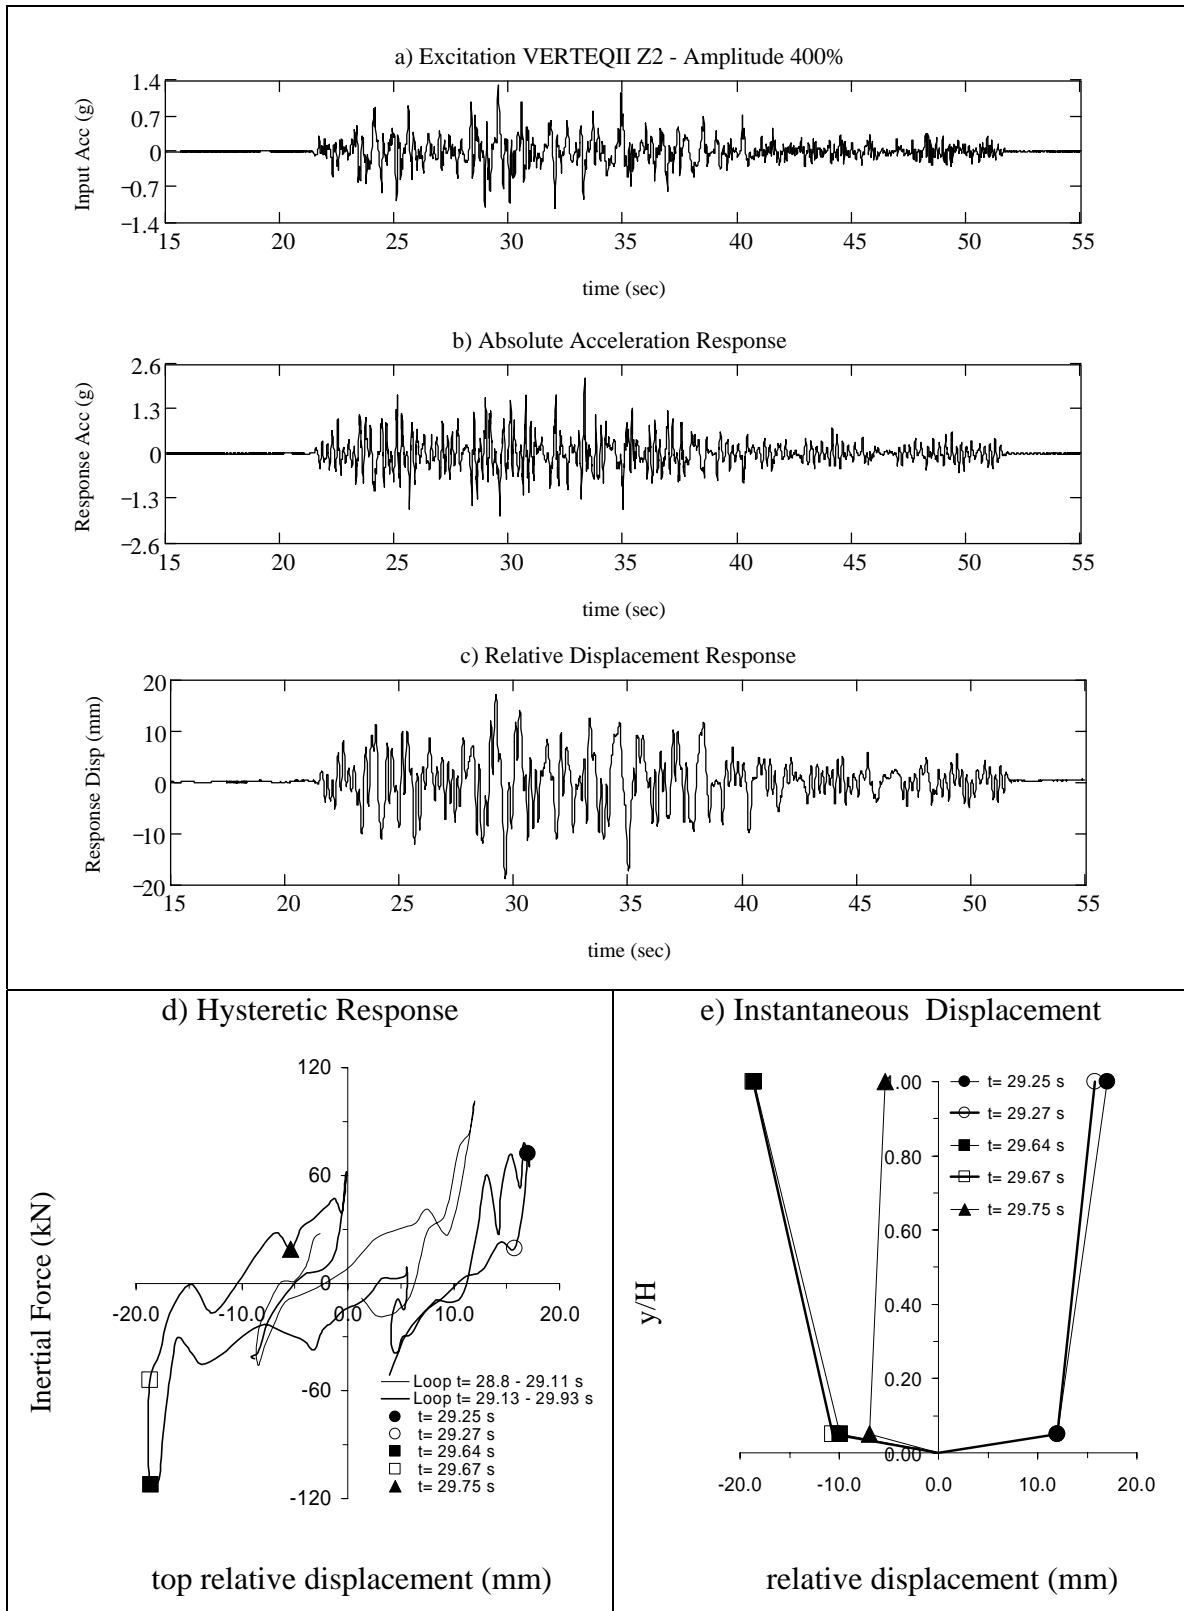 a) Excitation VERTEQII Z2 - Amplitude 400%
Input Acc (g)
1.4
0.7
0
−0.7
−1.4
15 20 25 30 35 40 45 50 55
time (sec)
b) Absolute Acceleration Response
Response Acc (g)
2.6
1.3
0
−1.3
−2.6
15 20 25 30 35 40 45 50 55
time (sec)
c) Relative Displacement Response
Response Disp (mm)
20
10
0
−10
−20
15 20 25 30 35 40 45 50 55
time (sec)
d) Hysteretic Response
Inertial Force (kN)
120
60
0
-60
-120
-20.0 -10.0 0.0 10.0 20.0
Loop t= 28.8 - 29.11 s
Loop t= 29.13 - 29.93 s
t= 29.25 s
t= 29.27 s
t= 29.64 s
t= 29.67 s
t= 29.75 s
top relative displacement (mm)
e) Instantaneous Displacement
y/H
1.00
0.80
0.60
0.40
0.20
0.00
t= 29.25 s
t= 29.27 s
t= 29.64 s
t= 29.67 s
t= 29.75 s
-20.0 -10.0 0.0 10.0 20.0
relative displacement (mm)